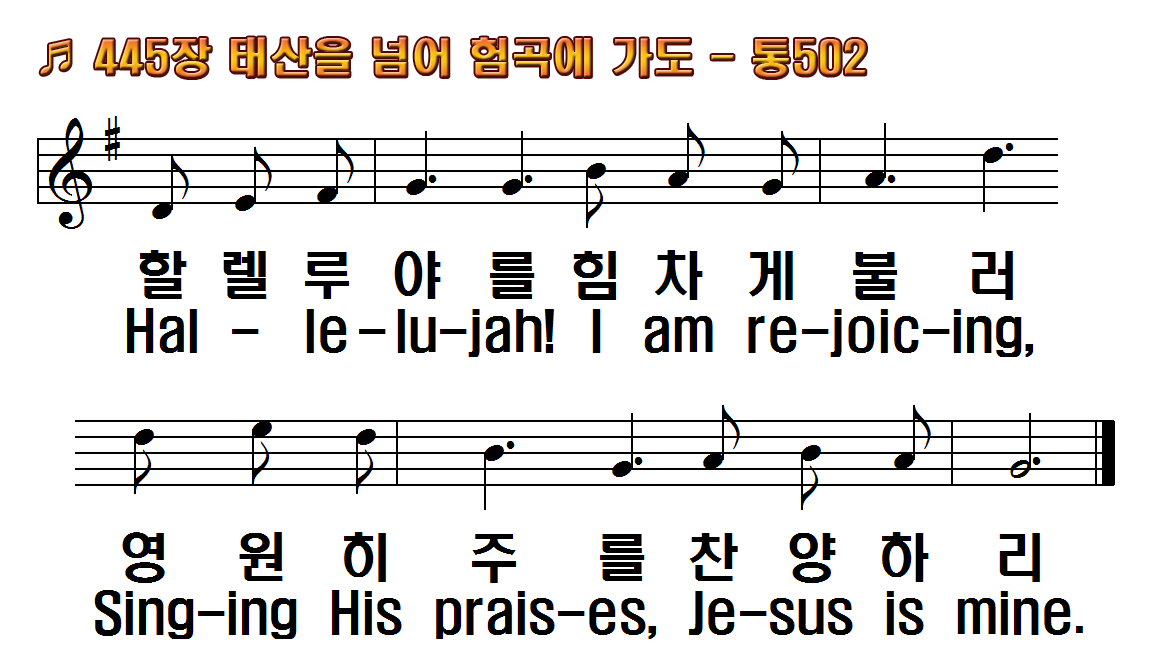 ♬ 445장 태산을 넘어 험곡에 가도 - 통502
할 렐 루 야 를 힘 차 게 불 러
Hal - le-lu-jah! I am re-joic-ing,
영 원 히 주 를 찬 양 하 리
Sing-ing His prais-es, Je-sus is mine.